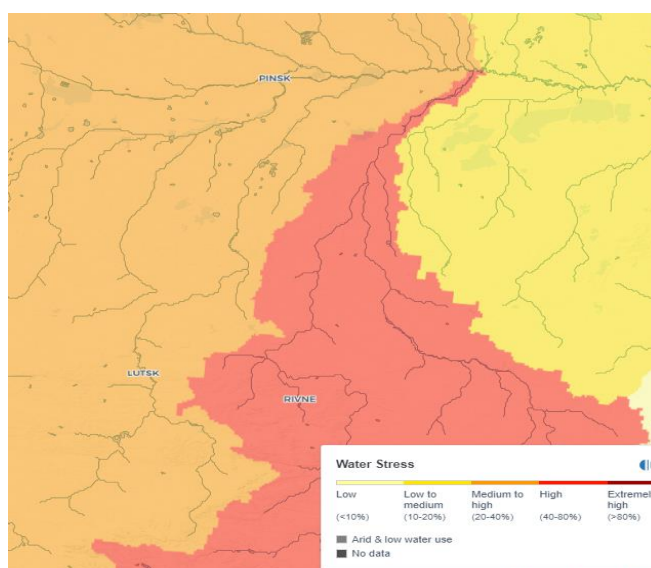 PINSK
LUTSK
RIVNE
Water Stress
Low
Low to medium
Medium to high
High
high
(<10%)
(10-20%)
(20-40%)
(40-80%)
(>80%)
Arid & low water use
No data